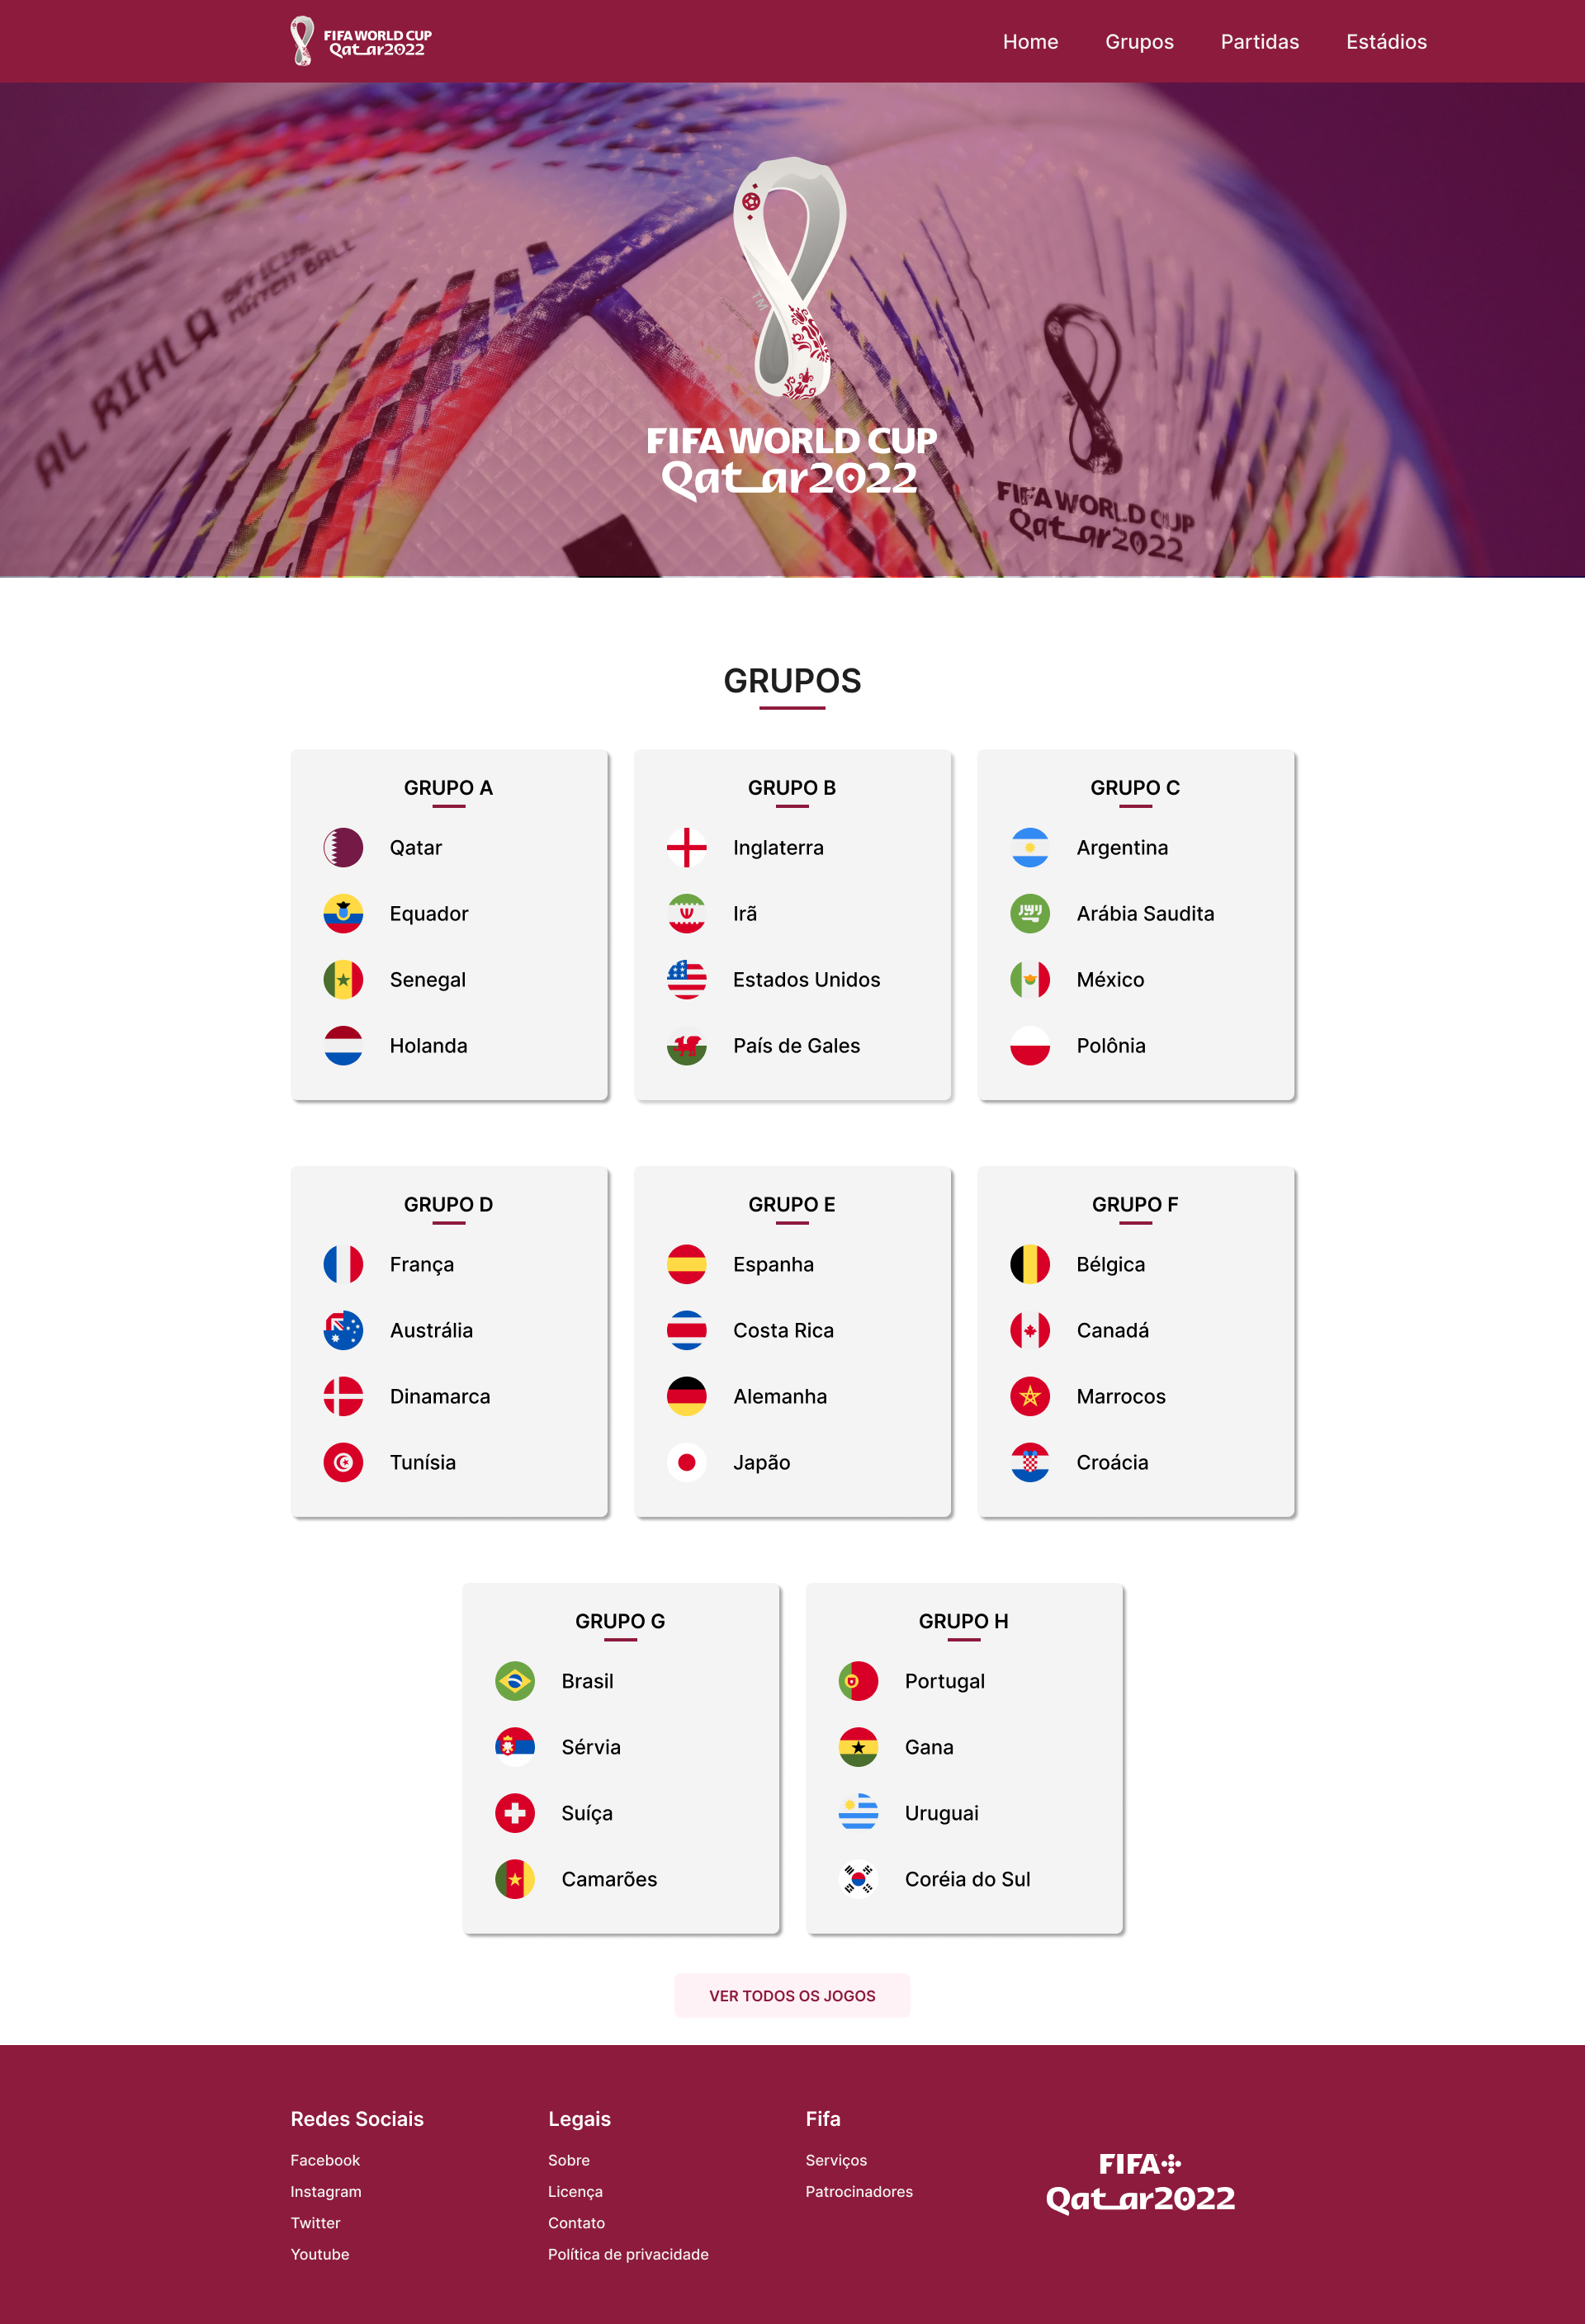 FIFA WORLD CUP
Qatar2022
Home Grupos Partidas Estádios
AL RIHLA
OFFICIAL
MATCH BALL
TM
FIFA WORLD CUP
Qatar2022
FIFA WORLD CUP
Qatar2022
GRUPOS
GRUPO A
Qatar
Equador
Senegal
Holanda
GRUPO B
Inglaterra
Irã
Estados Unidos
País de Gales
GRUPO C
Argentina
Arábia Saudita
México
Polônia
GRUPO D
França
Austrália
Dinamarca
Tunísia
GRUPO E
Espanha
Costa Rica
Alemanha
Japão
GRUPO F
Bélgica
Canadá
Marrocos
Croácia
GRUPO G
Brasil
Sérvia
Suíça
Camarões
GRUPO H
Portugal
Gana
Uruguai
Coréia do Sul
VER TODOS OS JOGOS
Redes Sociais
Facebook
Instagram
Twitter
Youtube
Legais
Sobre
Licença
Contato
Política de privacidade
Fifa
Serviços
Patrocinadores
FIFA+
Qatar2022